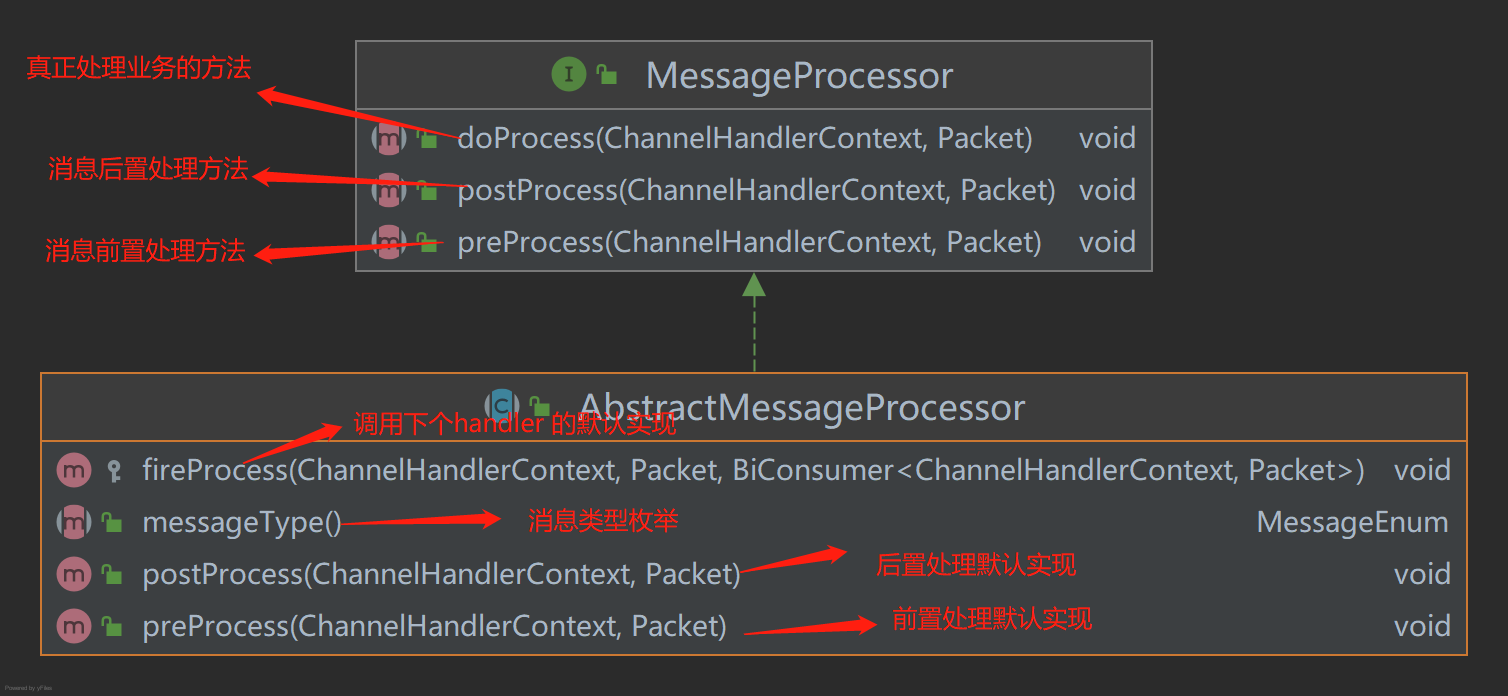 真正处理业务的方法
I MessageProcessor
m doProcess(ChannelHandlerContext, Packet) void
消息后置处理方法
m postProcess(ChannelHandlerContext, Packet) void
消息前置处理方法
m preProcess(ChannelHandlerContext, Packet) void
C AbstractMessageProcessor
调用下个handler 的默认实现
m fireProcess(ChannelHandlerContext, Packet, BiConsumer<ChannelHandlerContext, Packet>) void
m messageType() 消息类型枚举 MessageEnum
m postProcess(ChannelHandlerContext, Packet) 后置处理默认实现 void
m preProcess(ChannelHandlerContext, Packet) 前置处理默认实现 void
Powered by yFiles